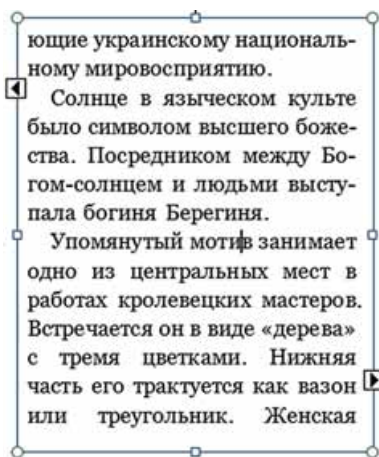 ющие украинскому националь-
ному мировосприятию.
Солнце в языческом культе
было символом высшего боже-
ства. Посредником между Бо-
гом-солнцем и людьми высту-
пала богиня Берегиня.
Упомянутый мотив занимает
одно из центральных мест в
работах кролевецких мастеров.
Встречается он в виде «дерева»
с тремя цветками. Нижняя
часть его трактуется как вазон
или треугольник. Женская